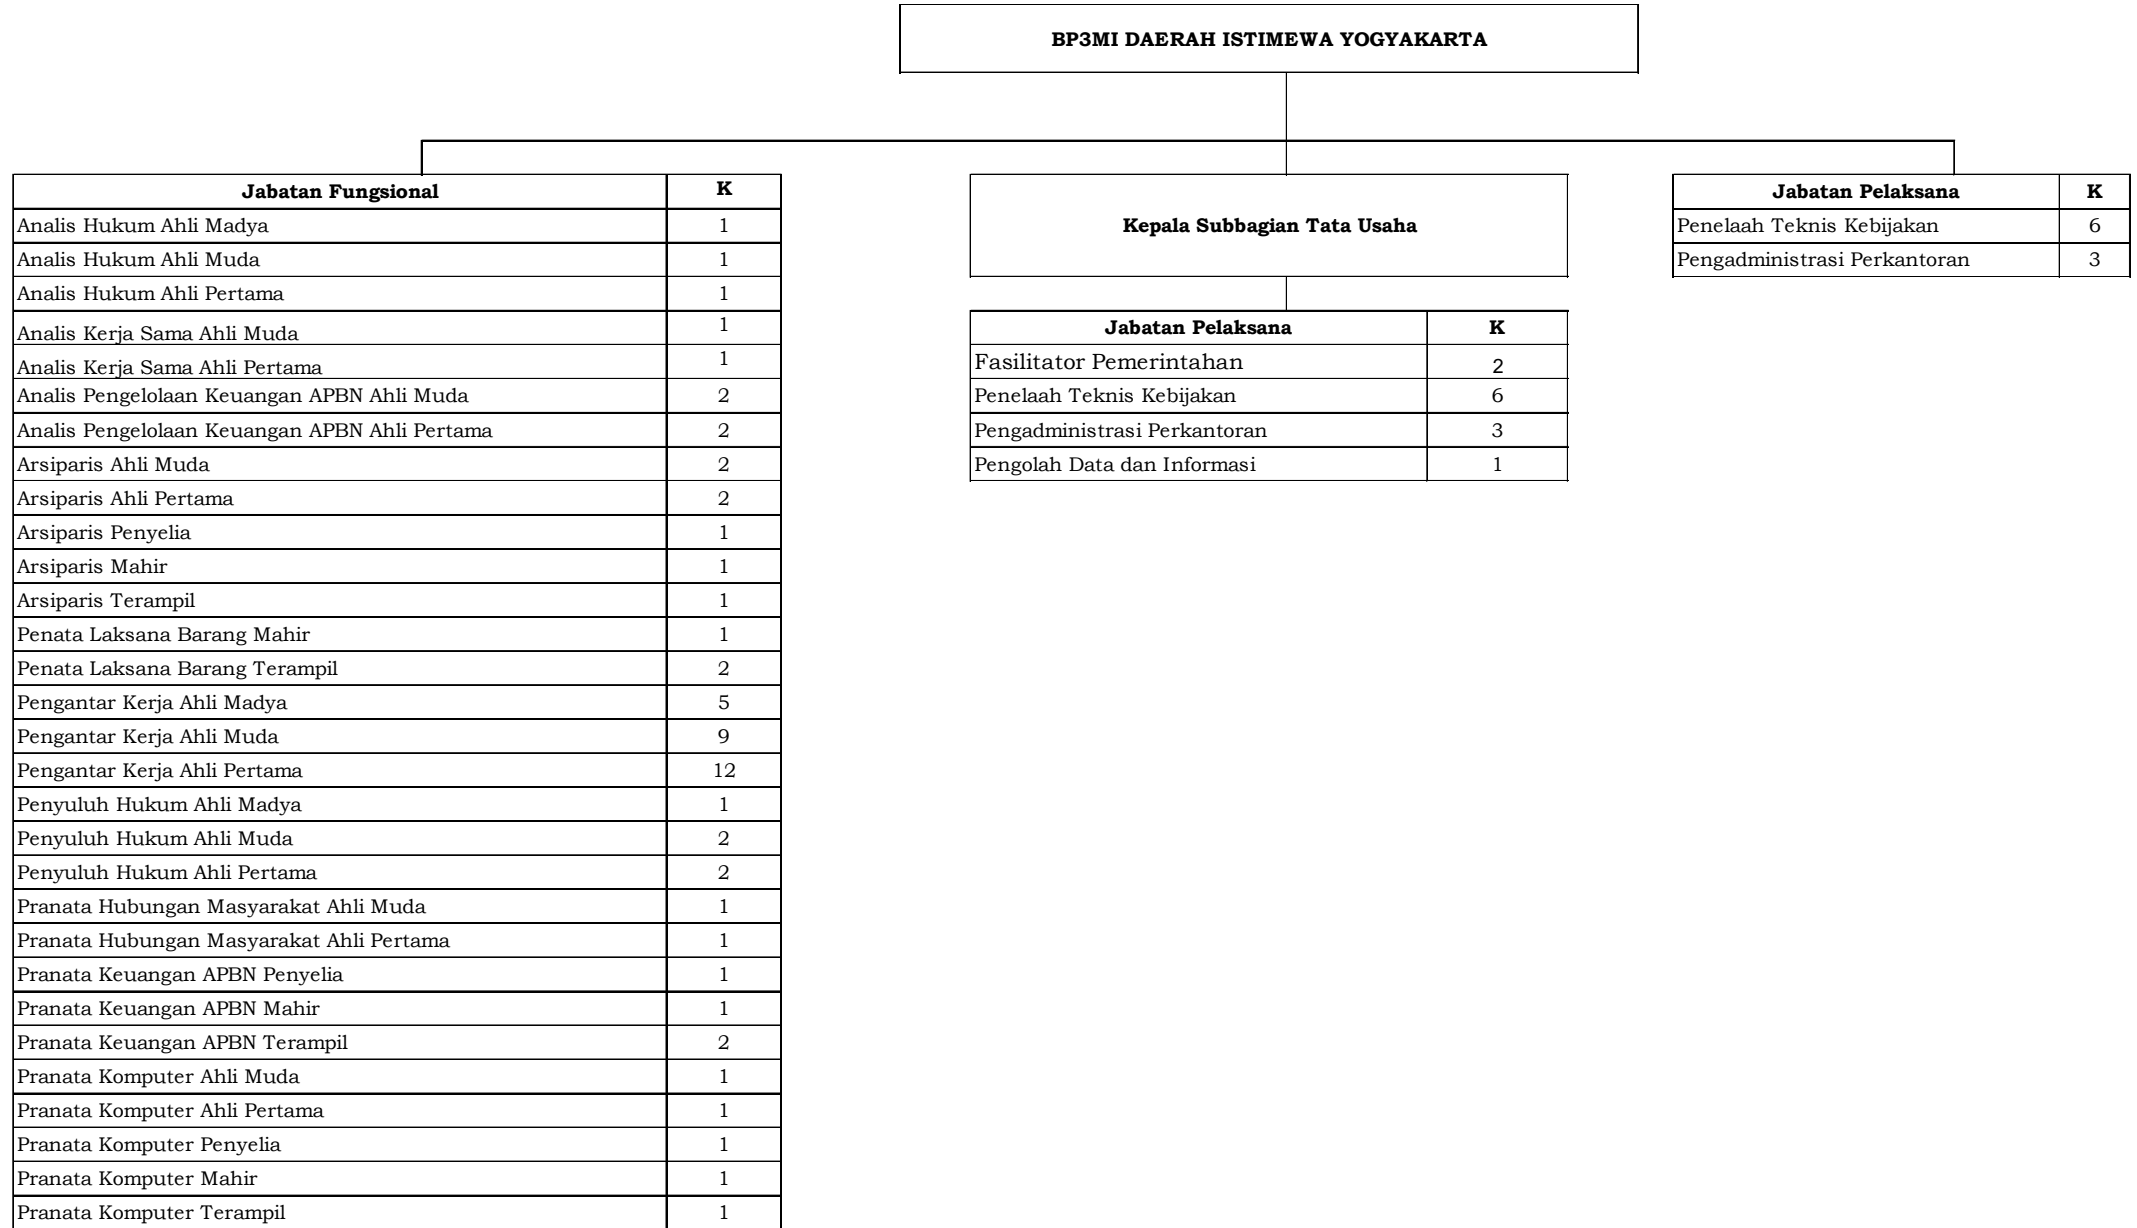 BP3MI DAERAH ISTIMEWA YOGYAKARTA
Jabatan Fungsional K
Analis Hukum Ahli Madya 1
Analis Hukum Ahli Muda 1
Analis Hukum Ahli Pertama 1
Analis Kerja Sama Ahli Muda 1
Analis Kerja Sama Ahli Pertama 1
Analis Pengelolaan Keuangan APBN Ahli Muda 2
Analis Pengelolaan Keuangan APBN Ahli Pertama 2
Arsiparis Ahli Muda 2
Arsiparis Ahli Pertama 2
Arsiparis Penyelia 1
Arsiparis Mahir 1
Arsiparis Terampil 1
Penata Laksana Barang Mahir 1
Penata Laksana Barang Terampil 2
Pengantar Kerja Ahli Madya 5
Pengantar Kerja Ahli Muda 9
Pengantar Kerja Ahli Pertama 12
Penyuluh Hukum Ahli Madya 1
Penyuluh Hukum Ahli Muda 2
Penyuluh Hukum Ahli Pertama 2
Pranata Hubungan Masyarakat Ahli Muda 1
Pranata Hubungan Masyarakat Ahli Pertama 1
Pranata Keuangan APBN Penyelia 1
Pranata Keuangan APBN Mahir 1
Pranata Keuangan APBN Terampil 2
Pranata Komputer Ahli Muda 1
Pranata Komputer Ahli Pertama 1
Pranata Komputer Penyelia 1
Pranata Komputer Mahir 1
Pranata Komputer Terampil 1
Kepala Subbagian Tata Usaha
Jabatan Pelaksana K
Fasilitator Pemerintahan 2
Penelaah Teknis Kebijakan 6
Pengadministrasi Perkantoran 3
Pengolah Data dan Informasi 1
Jabatan Pelaksana K
Penelaah Teknis Kebijakan 6
Pengadministrasi Perkantoran 3